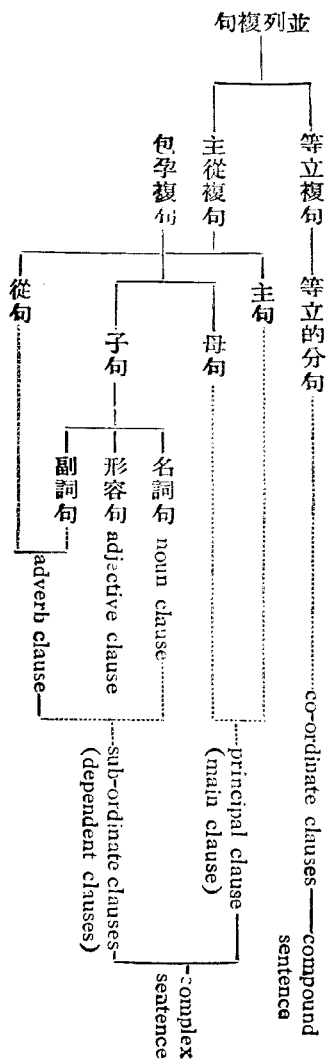 並列複句
等立複句
等立的分句
co-ordinate clauses
compound
sentence
主從複句
包孕複句
主句
母句
principal clause
(main clause)
子句
從句
名詞句
noun clause
形容句
adjective clause
副詞句
adverb clause
sub-ordinate clauses
(dependent clauses)
complex
sentence